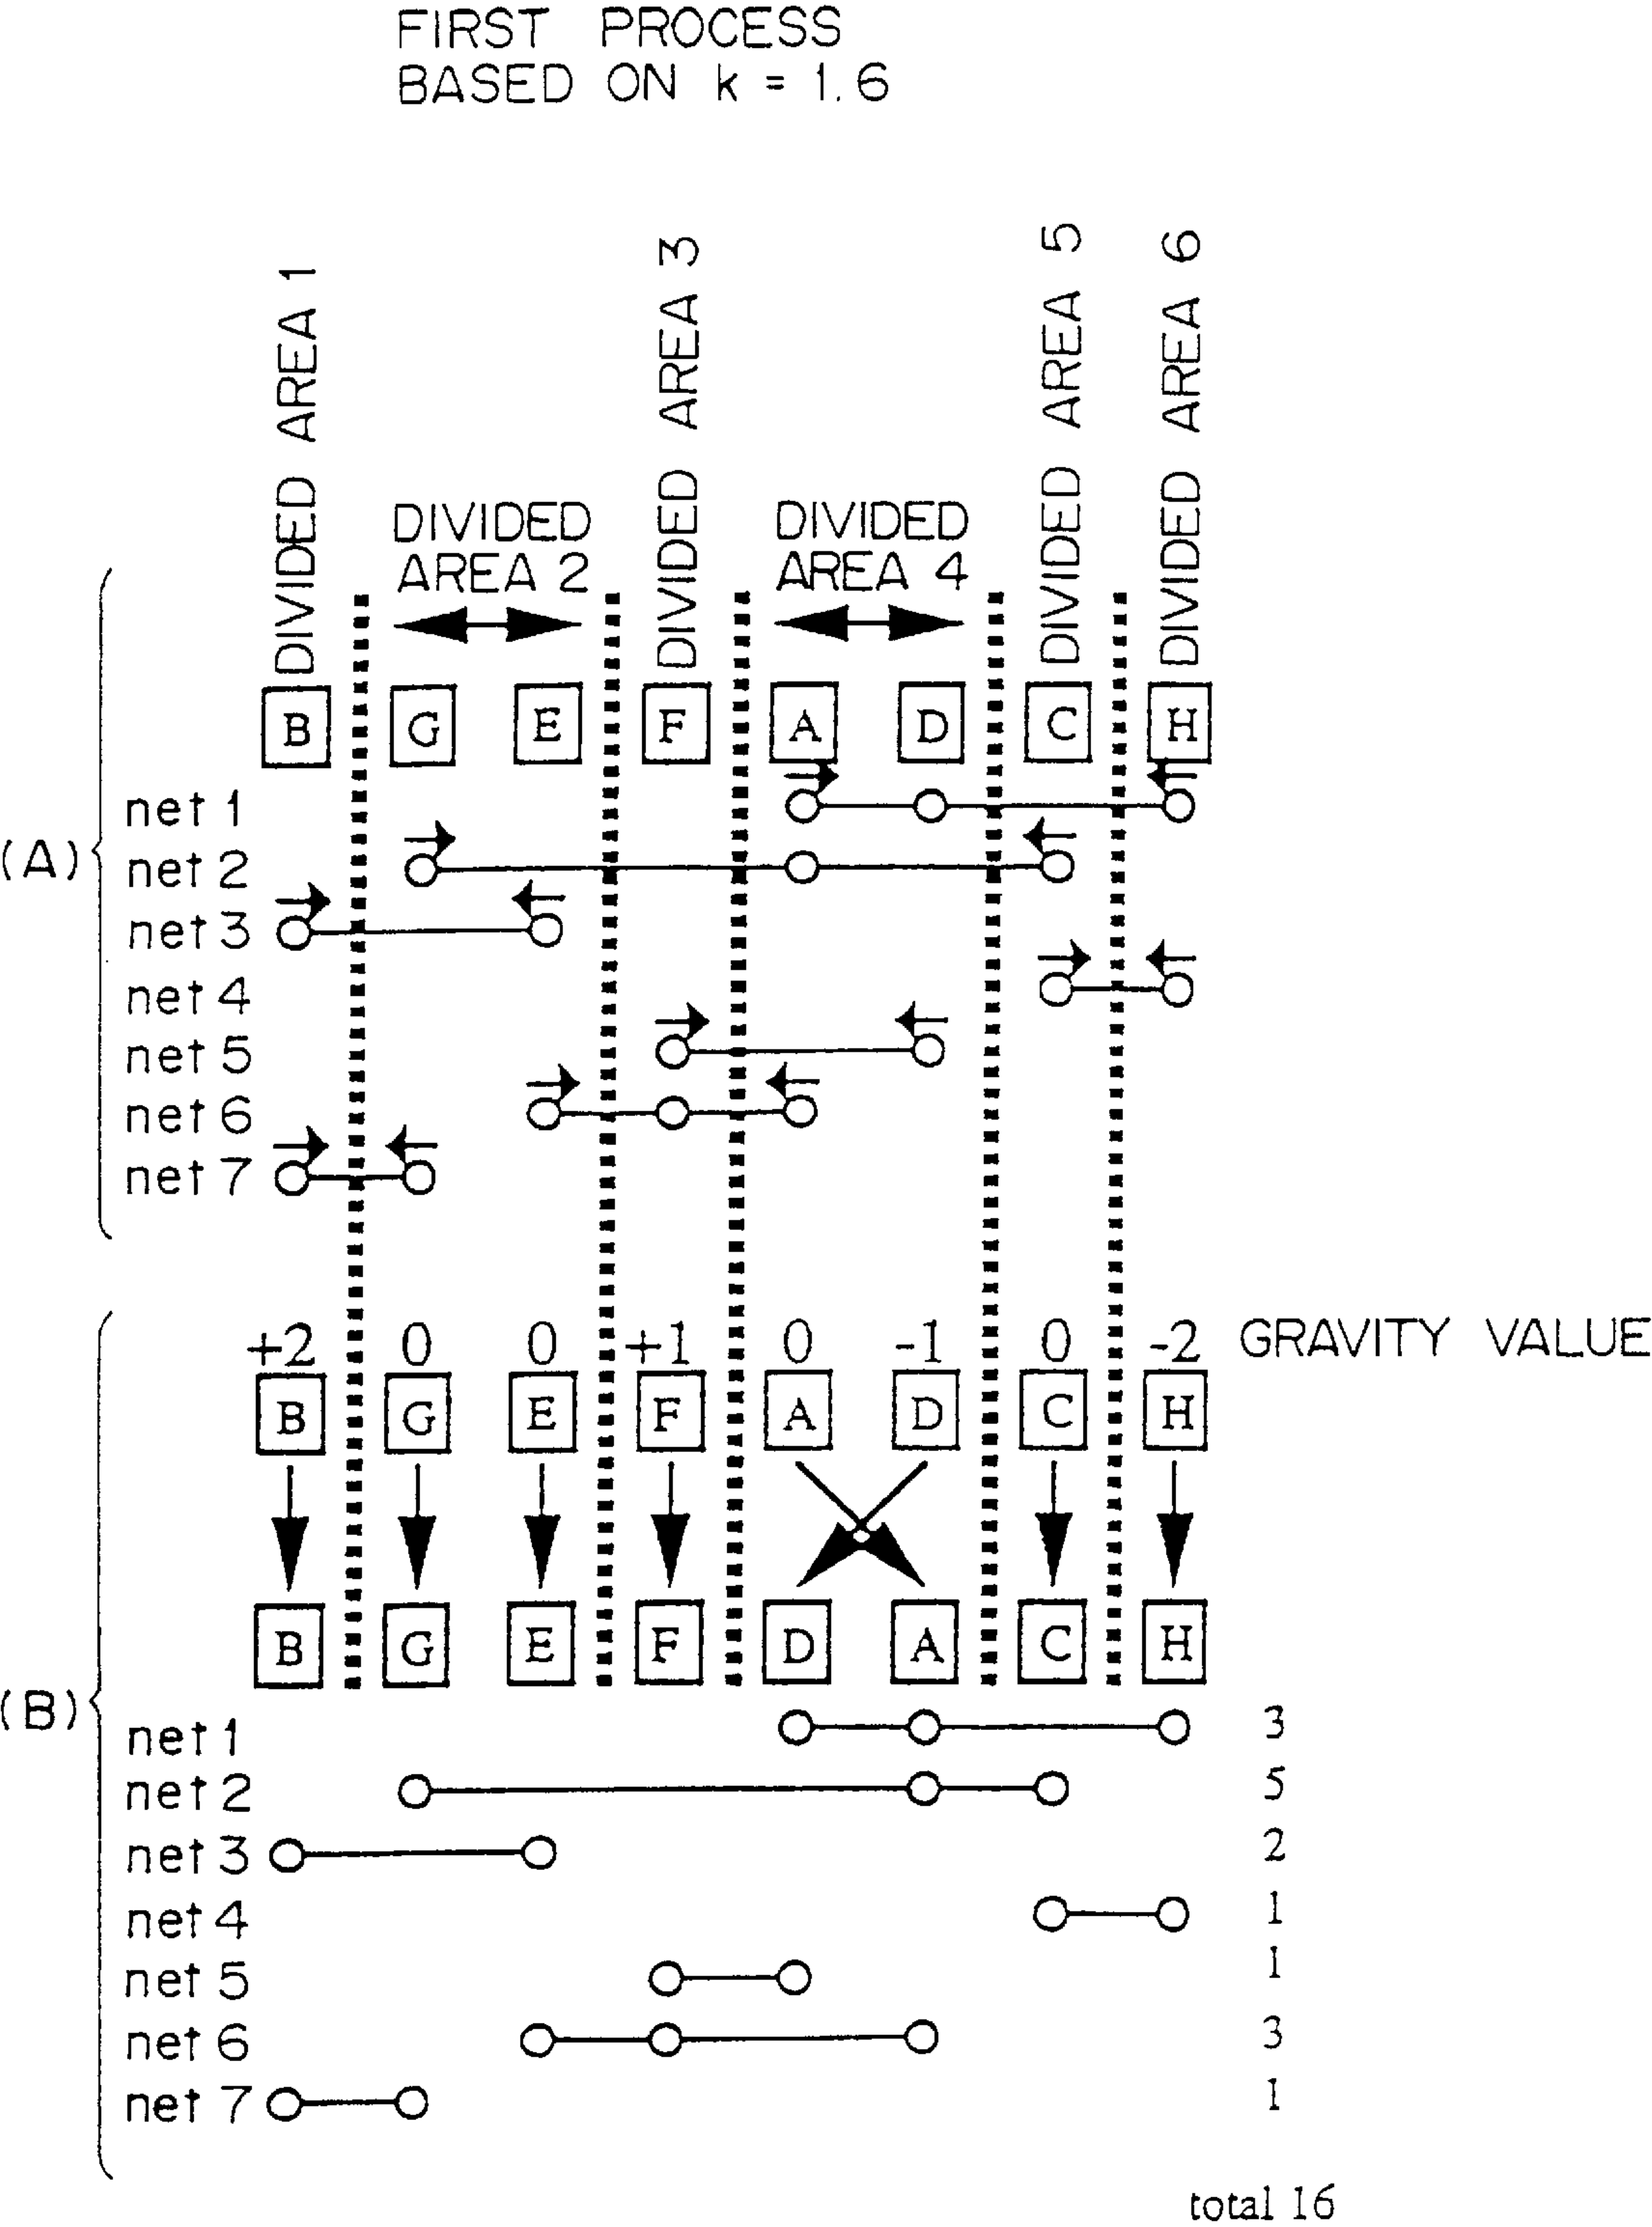 FIRST PROCESS
BASED ON k = 1.6
DIVIDED AREA 1
DIVIDED AREA 2
DIVIDED AREA 3
DIVIDED AREA 4
DIVIDED AREA 5
DIVIDED AREA 6
B G E F A D C H
(A)
net 1
net 2
net 3
net 4
net 5
net 6
net 7
+2 0 0 +1 0 -1 0 -2 GRAVITY VALUE
B G E F A D C H
B G E F D A C H
(B)
net 1 3
net 2 5
net 3 2
net 4 1
net 5 1
net 6 3
net 7 1
total 16